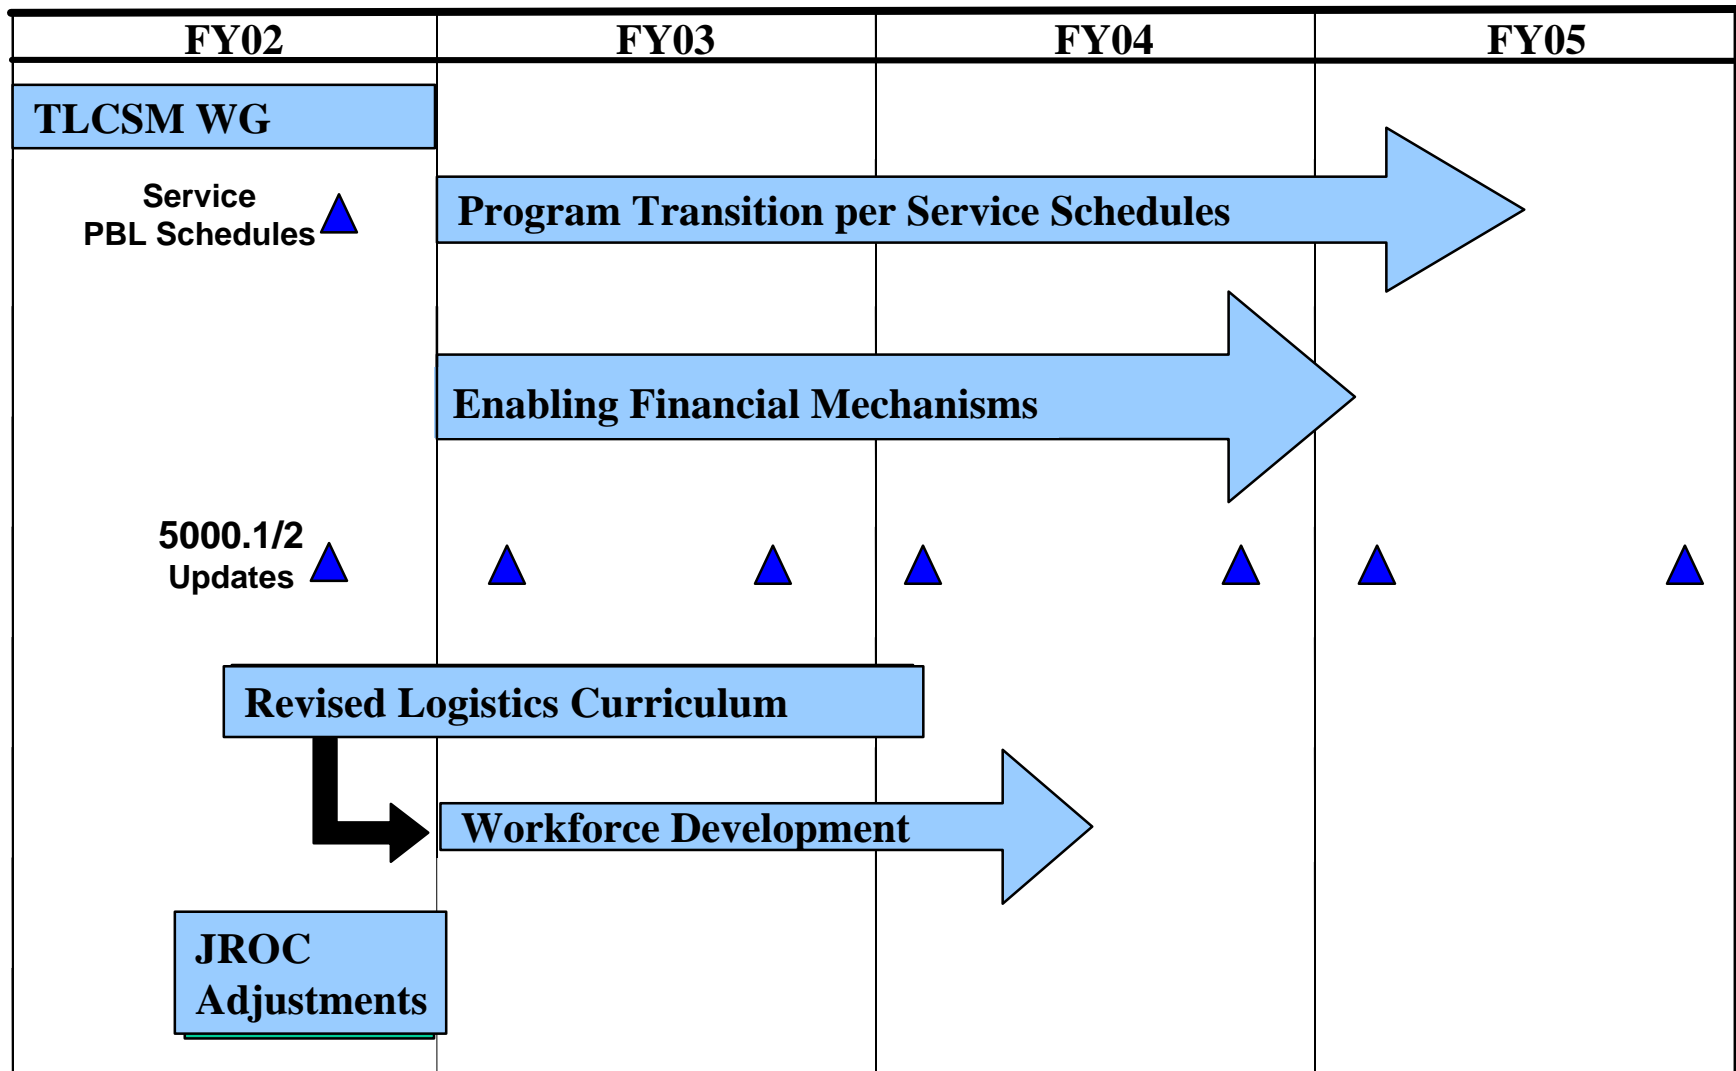 FY02
FY03
FY04
FY05
TLCSM WG
Service
PBL Schedules
Program Transition per Service Schedules
Enabling Financial Mechanisms
5000.1/2
Updates
Revised Logistics Curriculum
Workforce Development
JROC
Adjustments